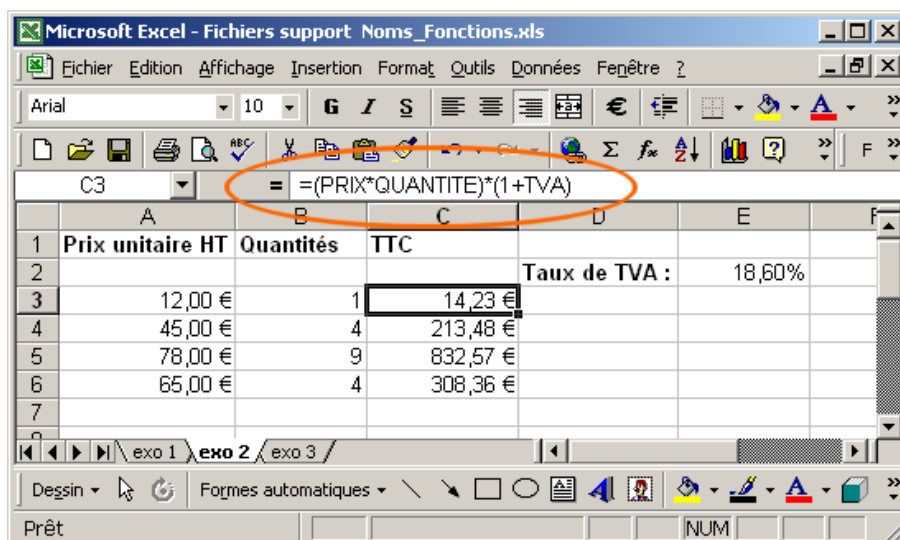 Microsoft Excel - Fichiers support Noms_Fonctions.xls
Fichier Edition Affichage Insertion Format Outils Données Fenêtre ?
Arial 10 G I S €
ABC Σ fx F
C3 = =(PRIX*QUANTITE)*(1+TVA)
A B C D E F
1 Prix unitaire HT Quantités TTC
2 Taux de TVA : 18,60%
3 12,00 € 1 14,23 €
4 45,00 € 4 213,48 €
5 78,00 € 9 832,57 €
6 65,00 € 4 308,36 €
7
exo 1 exo 2 exo 3
Dessin Formes automatiques
Prêt NUM